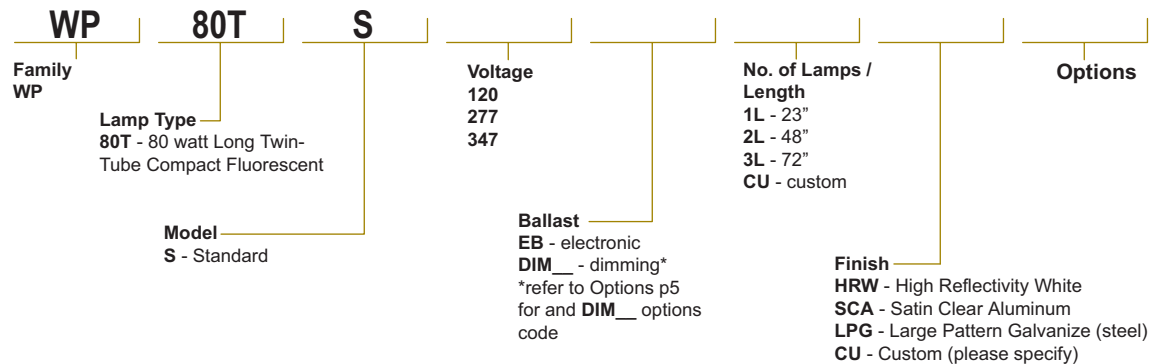 WP 80T S
Family
WP
Lamp Type
80T - 80 watt Long Twin-
Tube Compact Fluorescent
Model
S - Standard
Voltage
120
277
347
Ballast
EB - electronic
DIM__ - dimming*
*refer to Options p5
for and DIM__ options
code
No. of Lamps /
Length
1L - 23”
2L - 48”
3L - 72”
CU - custom
Finish
HRW - High Reflectivity White
SCA - Satin Clear Aluminum
LPG - Large Pattern Galvanize (steel)
CU - Custom (please specify)
Options